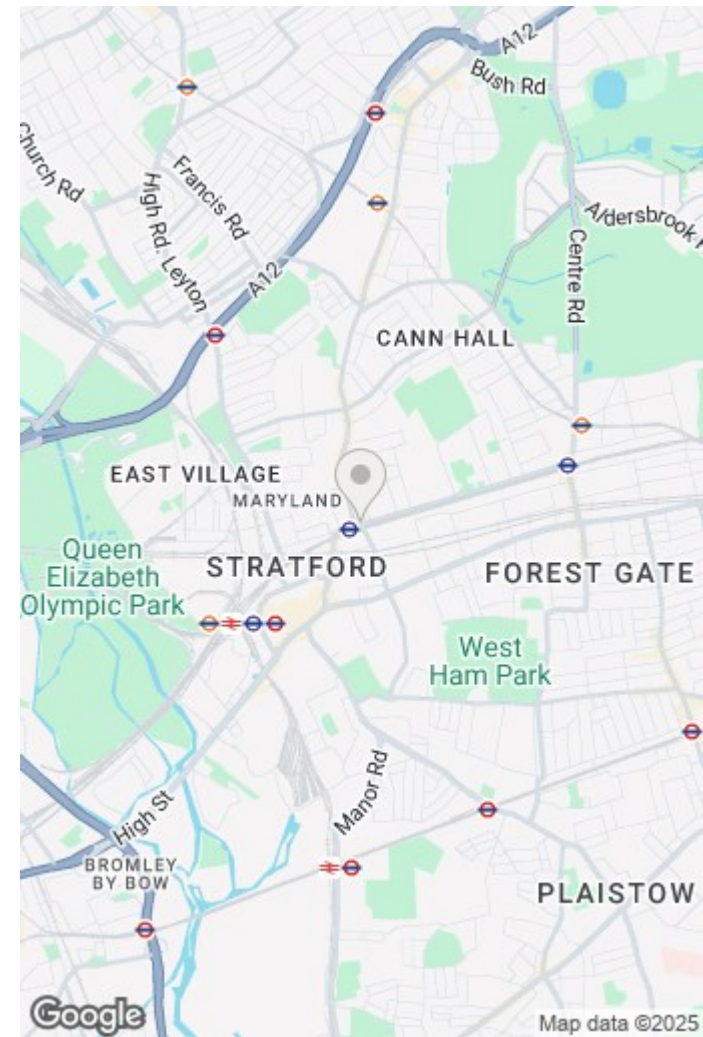 A12
Bush Rd
Church Rd
Francis Rd
High Rd. Leyton
A12
Aldersbrook
Centre Rd
CANN HALL
EAST VILLAGE
MARYLAND
Queen
Elizabeth
Olympic Park
STRATFORD
FOREST GATE
West
Ham Park
Manor Rd
High St
BROMLEY
BY BOW
PLAISTOW
Google
Map data ©2025